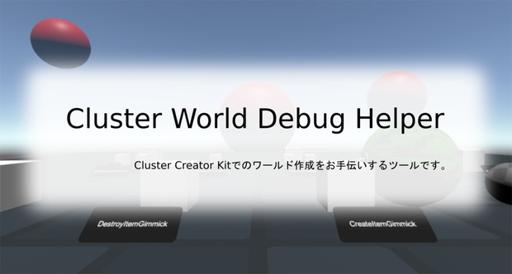 Cluster World Debug Helper
Cluster Creator Kitでのワールド作成をお手伝いするツールです。
DestroyItemGimmick
CreateItemGimmick